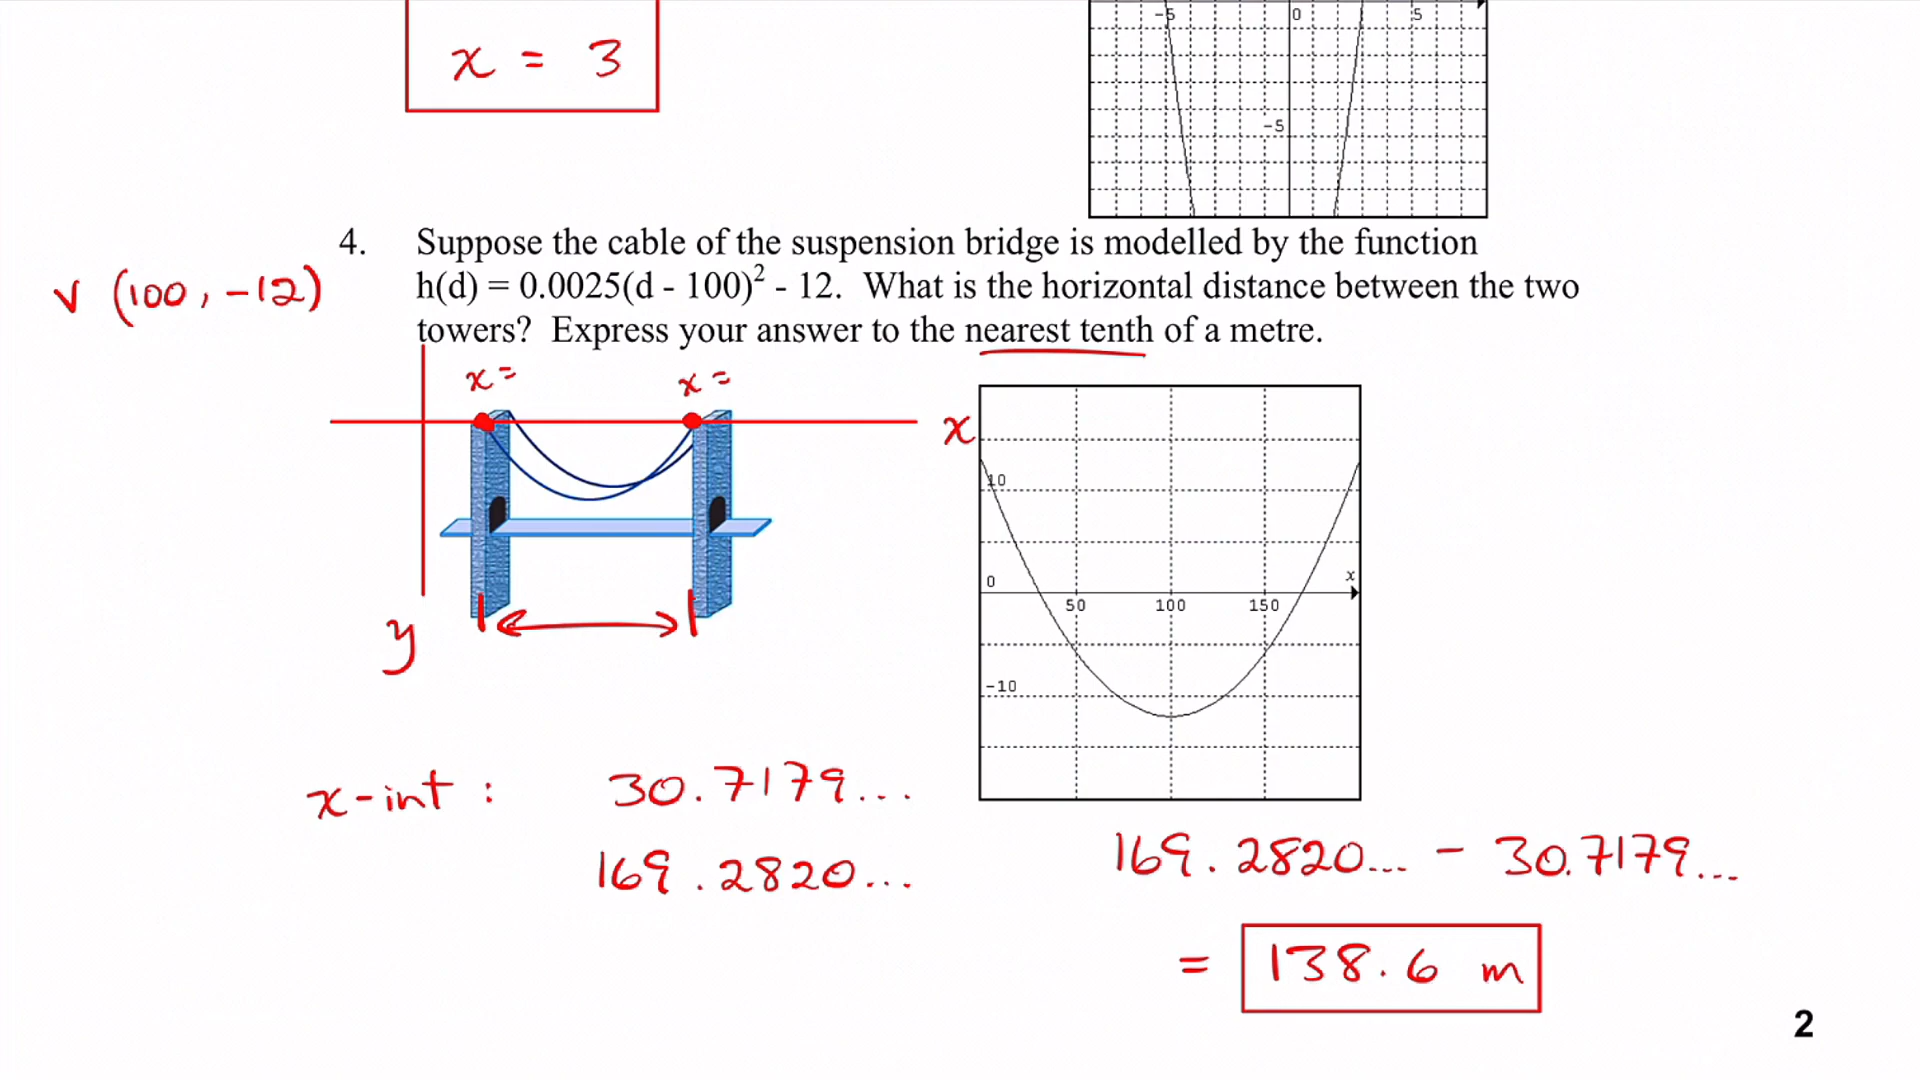 x = 3
-5 0 5
-5
4. Suppose the cable of the suspension bridge is modelled by the function
h(d) = 0.0025(d - 100)² - 12. What is the horizontal distance between the two
towers? Express your answer to the nearest tenth of a metre.
v (100, -12)
x = x =
x
y
10
0 x
50 100 150
-10
x-int : 30.7179...
169.2820...
169.2820... - 30.7179...
= 138.6 m
2